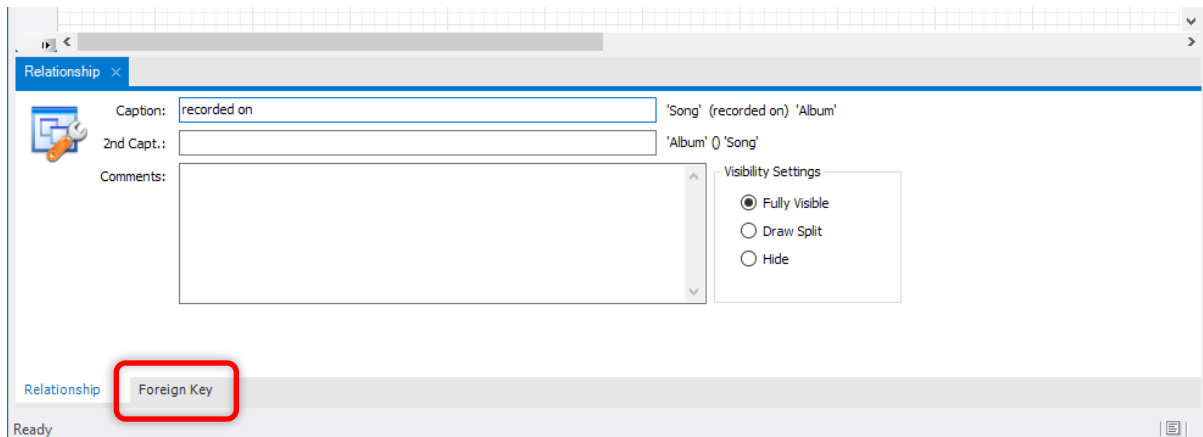 Relationship ×
Caption: recorded on 'Song' (recorded on) 'Album'
2nd Capt.: 'Album' () 'Song'
Comments: Visibility Settings
Fully Visible
Draw Split
Hide
Relationship Foreign Key
Ready